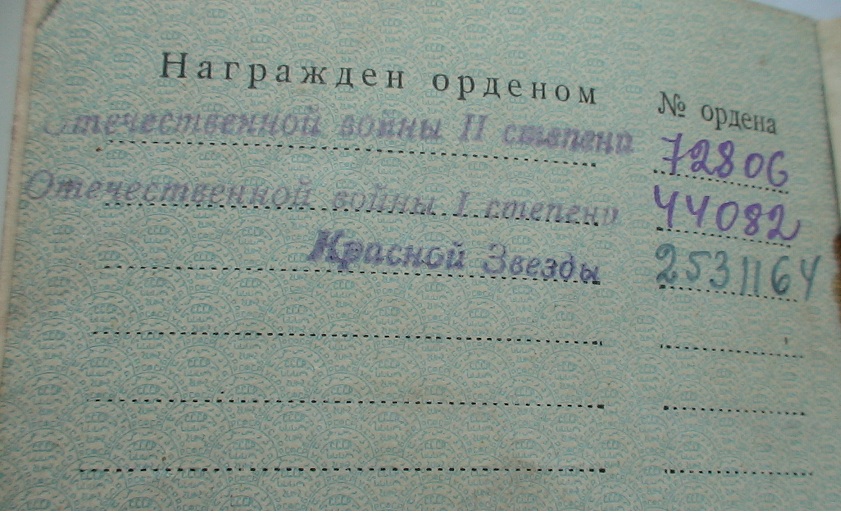 Награжден орденом № ордена
Отечественной войны II степени 72806
Отечественной войны I степени 44082
Красной Звезды 2531164